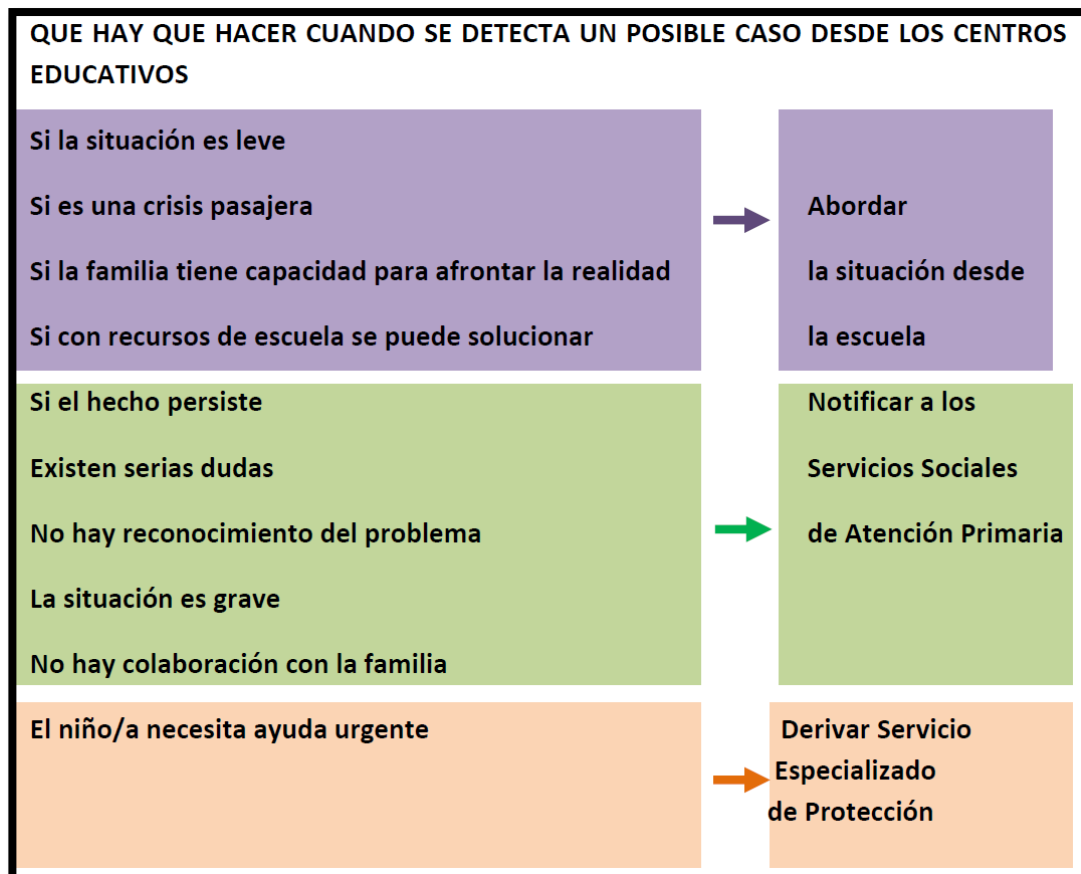 QUE HAY QUE HACER CUANDO SE DETECTA UN POSIBLE CASO DESDE LOS CENTROS
EDUCATIVOS
Si la situación es leve
Si es una crisis pasajera
Si la familia tiene capacidad para afrontar la realidad
Si con recursos de escuela se puede solucionar
Abordar
la situación desde
la escuela
Si el hecho persiste
Existen serias dudas
No hay reconocimiento del problema
La situación es grave
No hay colaboración con la familia
Notificar a los
Servicios Sociales
de Atención Primaria
El niño/a necesita ayuda urgente
Derivar Servicio
Especializado
de Protección